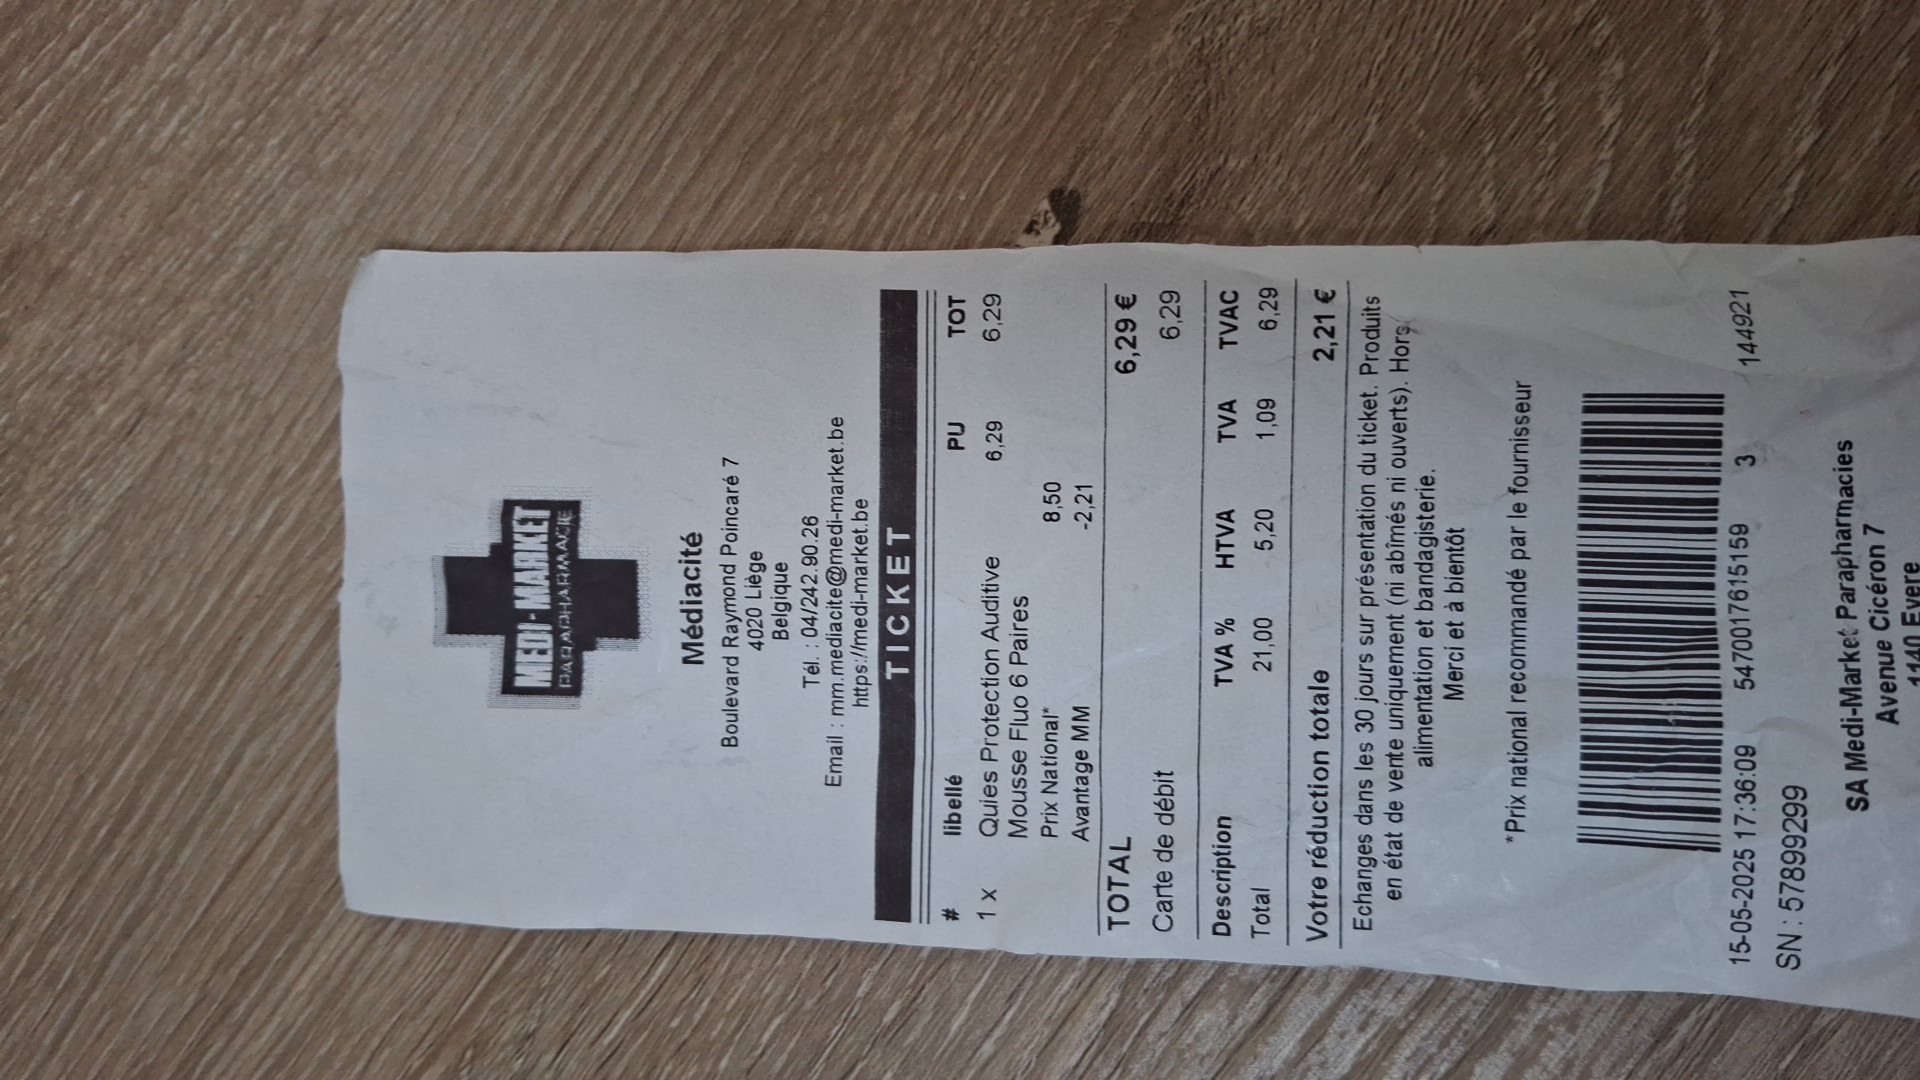 MEDI-MARKET
PARAPHARMACIE
Médiacité
Boulevard Raymond Poincaré 7
4020 Liège
Belgique
Tél. : 04/242.90.26
Email : mm.mediacite@medi-market.be
https://medi-market.be
TICKET
# libellé PU TOT
1 x Quies Protection Auditive 6,29 6,29
Mousse Fluo 6 Paires
Prix National* 8,50
Avantage MM -2,21
TOTAL 6,29 €
Carte de débit 6,29
Description TVA % HTVA TVA TVAC
Total 21,00 5,20 1,09 6,29
Votre réduction totale 2,21 €
Echanges dans les 30 jours sur présentation du ticket. Produits
en état de vente uniquement (ni abîmés ni ouverts). Hors
alimentation et bandagisterie.
Merci et à bientôt
*Prix national recommandé par le fournisseur
15-05-2025 17:36:09 5470017615159 3 144921
SN : 57899299
SA Medi-Market Parapharmacies
Avenue Cicéron 7
1140 Evere